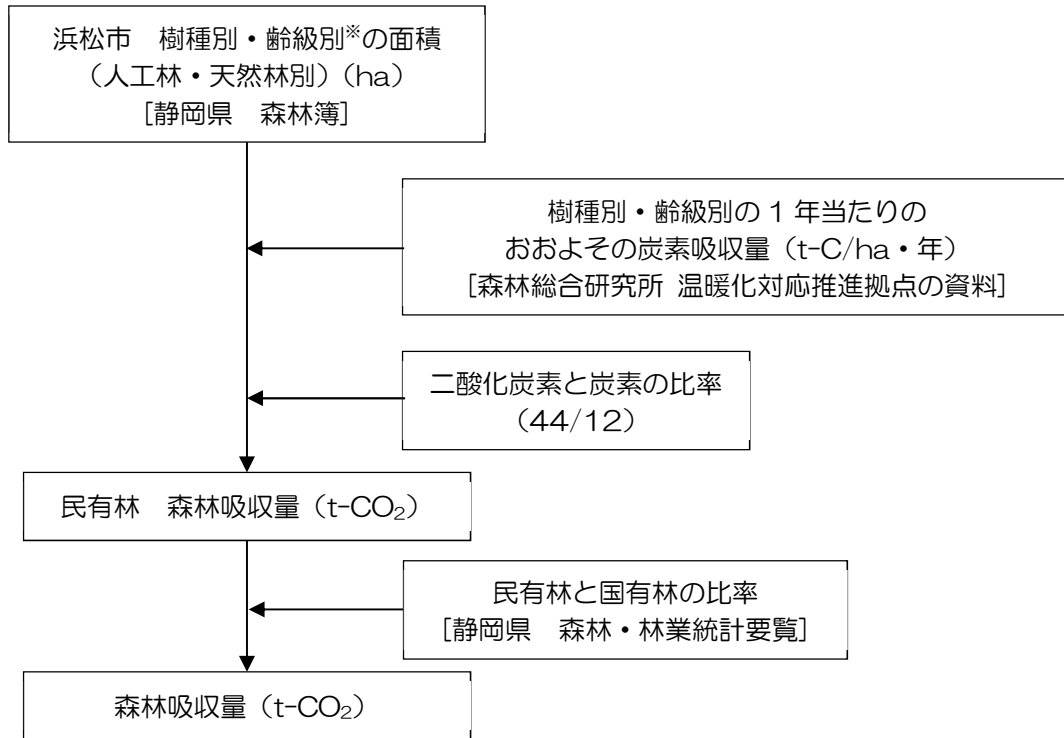 浜松市　樹種別・齢級別※の面積
（人工林・天然林別）（ha）
［静岡県　森林簿］
樹種別・齢級別の 1 年当たりの
おおよその炭素吸収量（t-C/ha・年）
［森林総合研究所 温暖化対応推進拠点の資料］
二酸化炭素と炭素の比率
（44/12）
民有林　森林吸収量（t-CO₂）
民有林と国有林の比率
［静岡県　森林・林業統計要覧］
森林吸収量（t-CO₂）